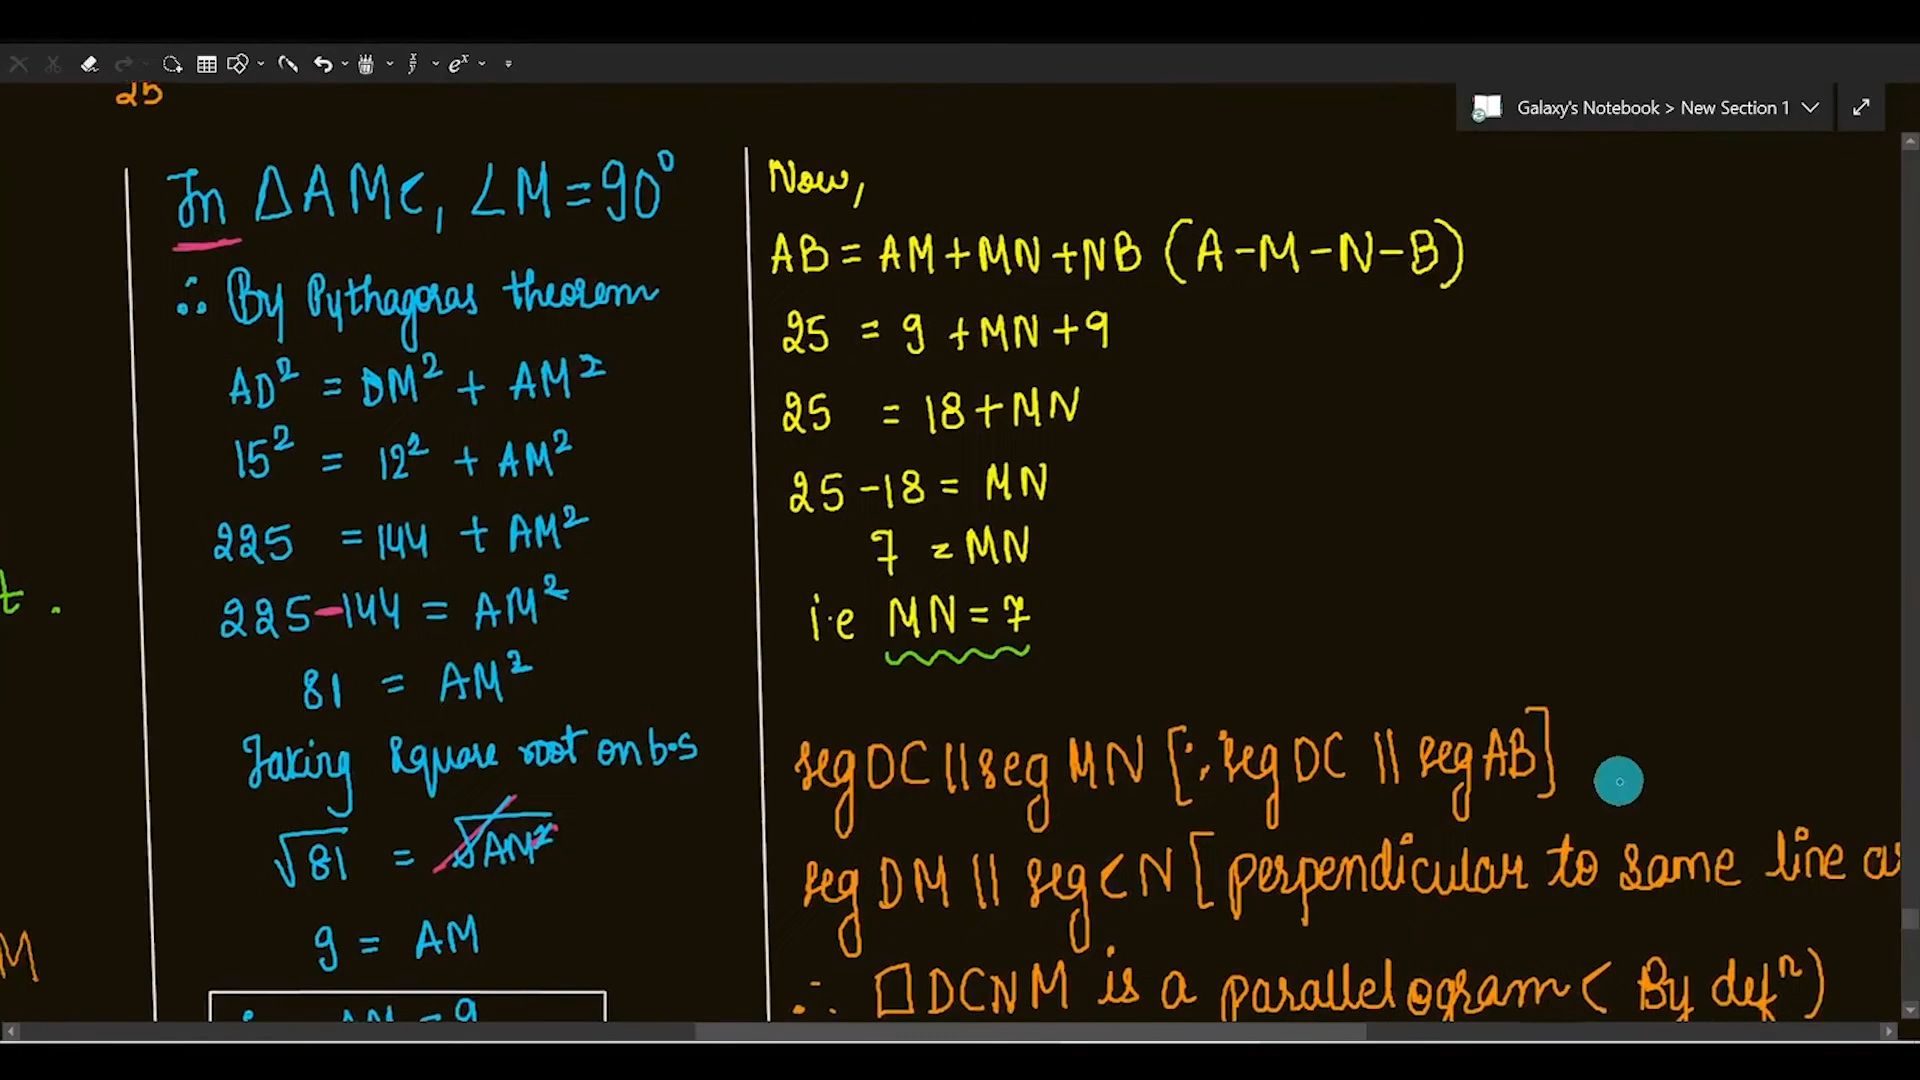 25
Galaxy's Notebook > New Section 1
t.
M
In ΔAMC, ∠M=90°
∴ By Pythagoras theorem
AD² = DM² + AM²
15² = 12² + AM²
225 = 144 + AM²
225-144 = AM²
81 = AM²
Taking Square root on b.s
√81 = √AM²
9 = AM
AM = 9
Now,
AB = AM+MN+NB (A-M-N-B)
25 = 9 +MN+9
25 = 18+MN
25-18 = MN
7 = MN
i.e MN=7
seg DC || seg MN [∵ seg DC || seg AB]
seg DM || seg CN [perpendicular to same line
∴ □DCNM is a parallelogram ( By defⁿ)